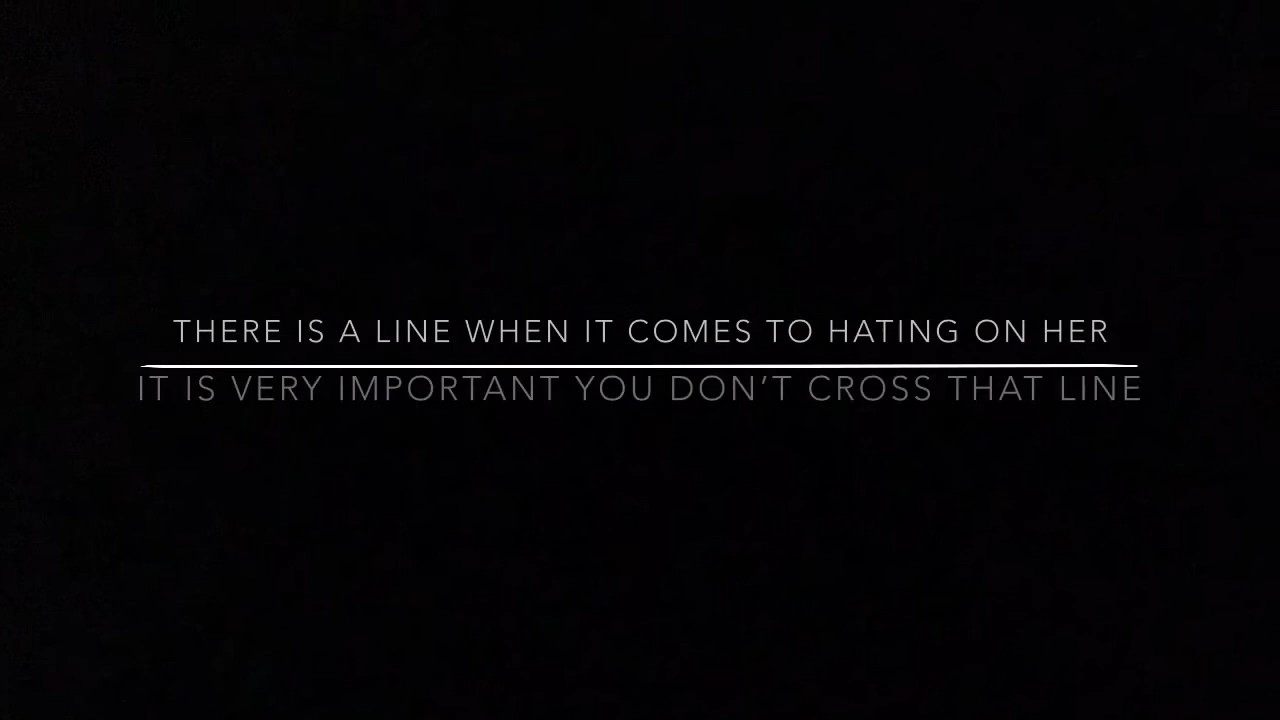 THERE IS A LINE WHEN IT COMES TO HATING ON HER
IT IS VERY IMPORTANT YOU DON’T CROSS THAT LINE